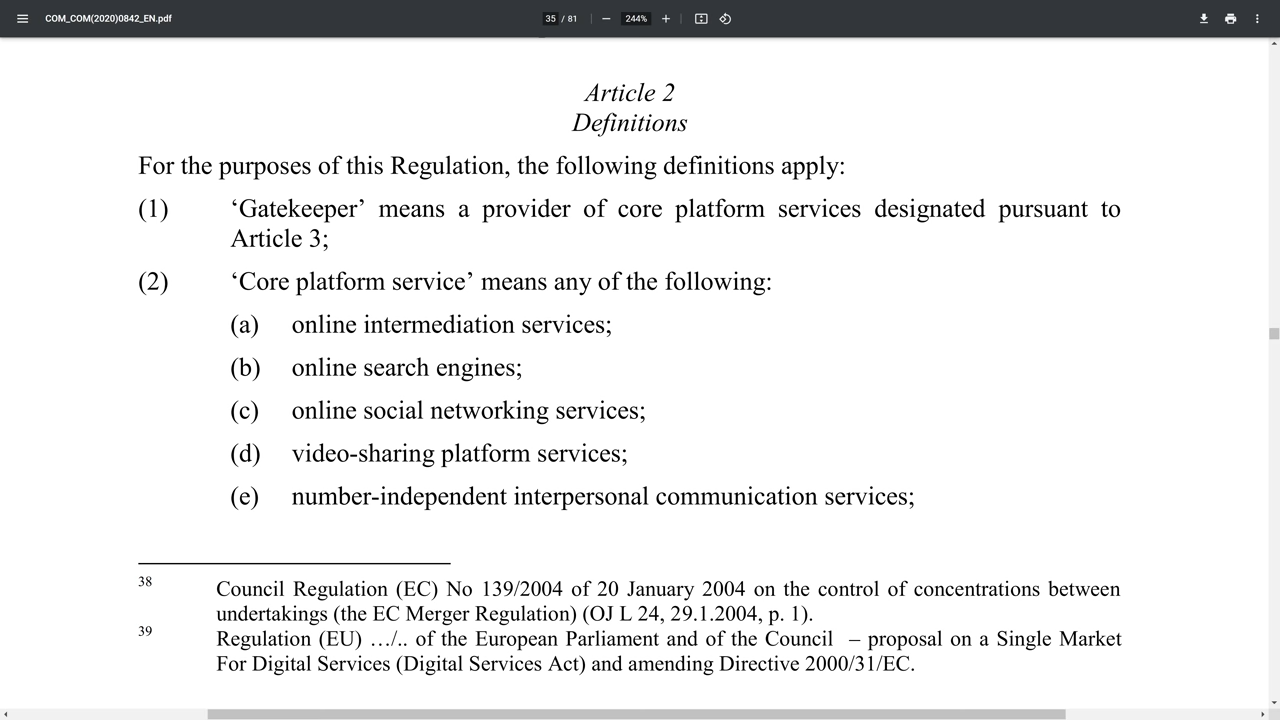 COM_COM(2020)0842_EN.pdf
35 / 81
244%
Article 2
Definitions
For the purposes of this Regulation, the following definitions apply:
(1) ‘Gatekeeper’ means a provider of core platform services designated pursuant to
Article 3;
(2) ‘Core platform service’ means any of the following:
(a) online intermediation services;
(b) online search engines;
(c) online social networking services;
(d) video-sharing platform services;
(e) number-independent interpersonal communication services;
38 Council Regulation (EC) No 139/2004 of 20 January 2004 on the control of concentrations between
undertakings (the EC Merger Regulation) (OJ L 24, 29.1.2004, p. 1).
39 Regulation (EU) …/.. of the European Parliament and of the Council – proposal on a Single Market
For Digital Services (Digital Services Act) and amending Directive 2000/31/EC.